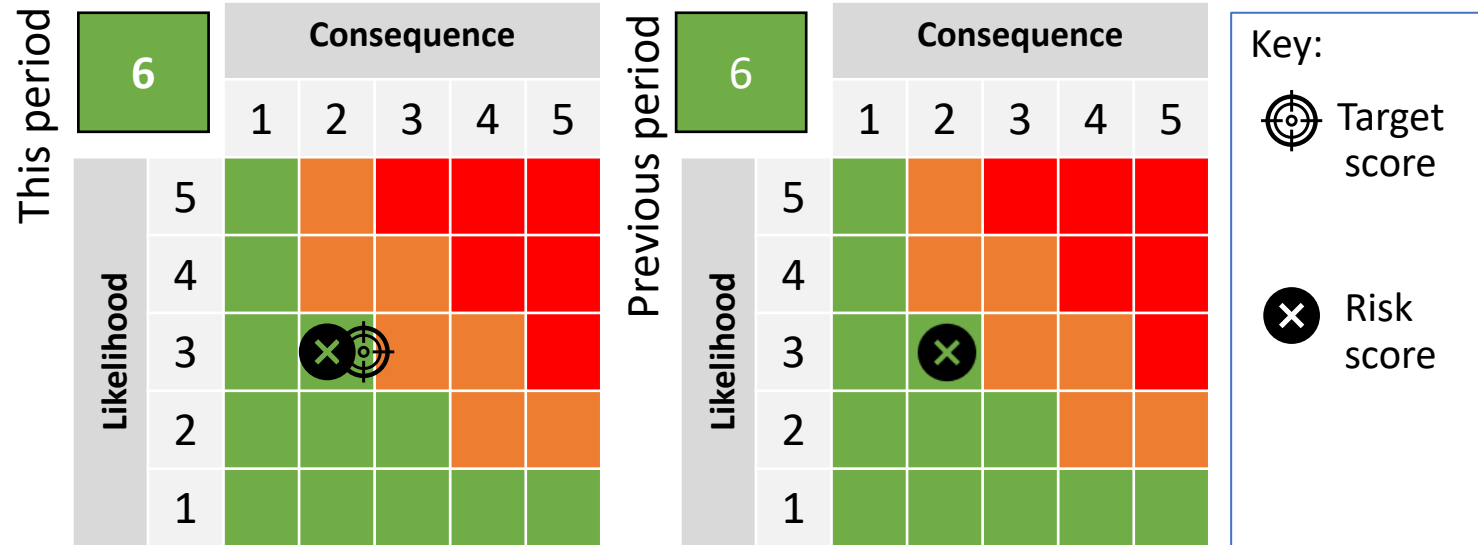 This period
6
Consequence
1 2 3 4 5
Likelihood
5
4
3
2
1
Previous period
6
Consequence
1 2 3 4 5
Likelihood
5
4
3
2
1
Key:
Target
score
Risk
score